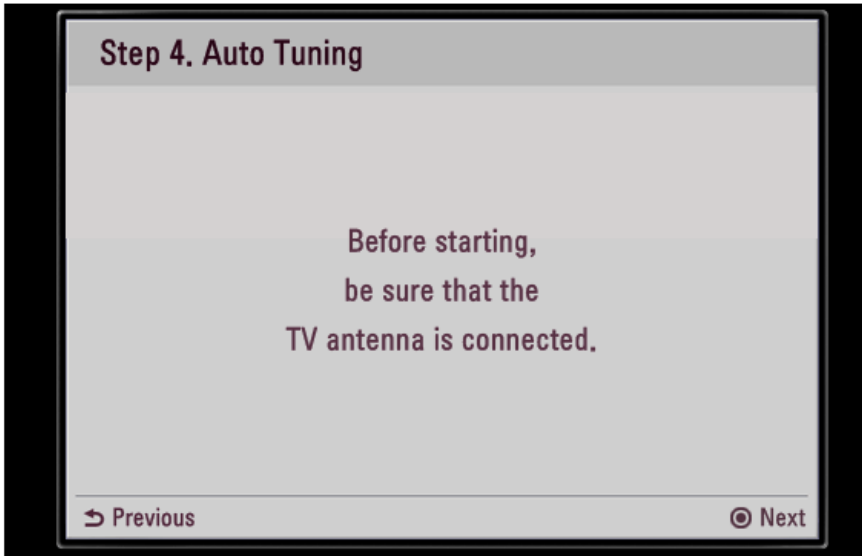 Step 4. Auto Tuning
Before starting,
be sure that the
TV antenna is connected.
Previous
Next